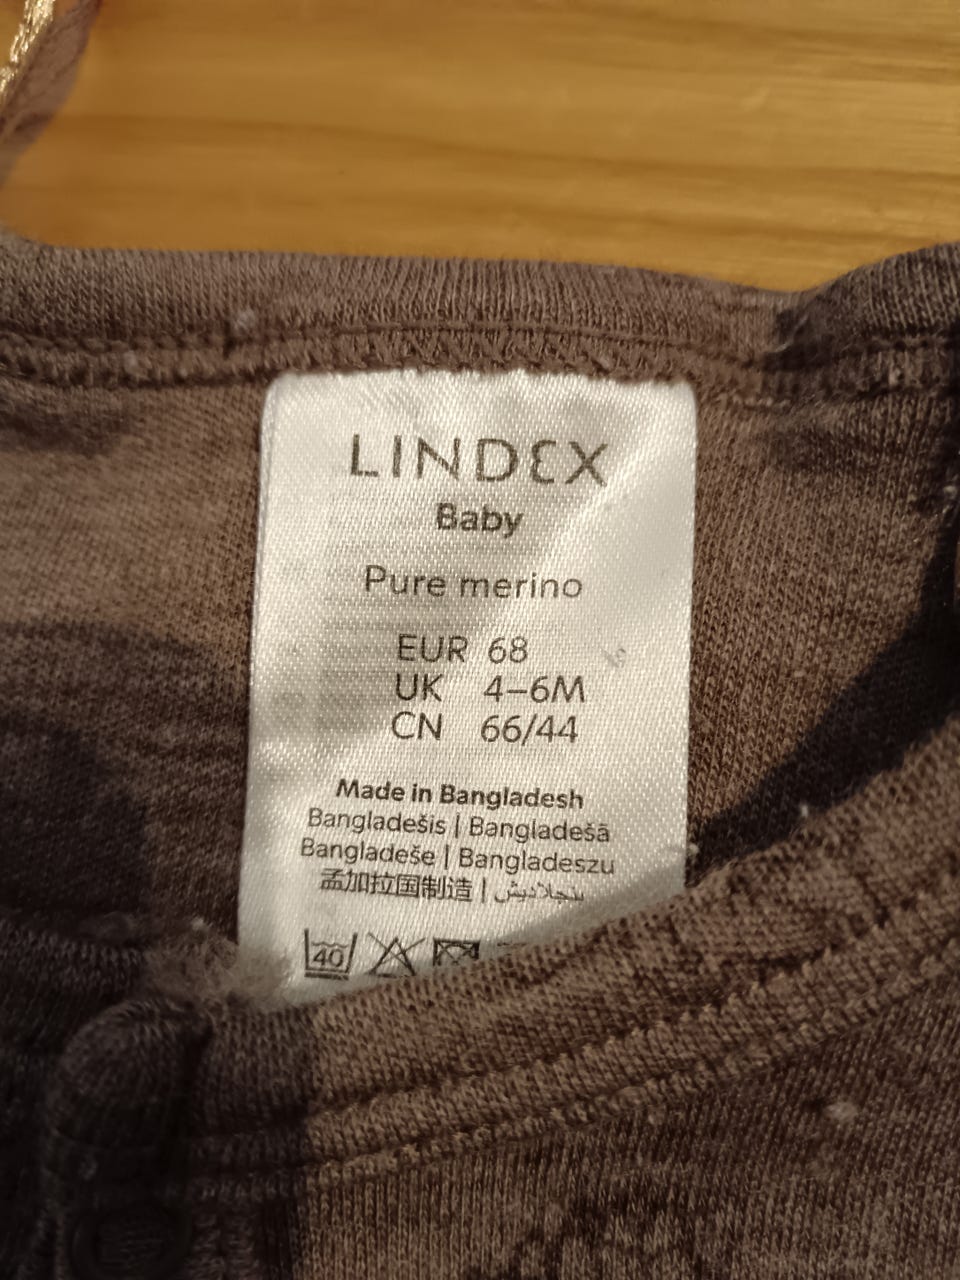 LINDEX
Baby
Pure merino
EUR 68
UK 4–6M
CN 66/44
Made in Bangladesh
Bangladešis | Bangladešā
Bangladeše | Bangladeszu
孟加拉国制造 | بنجلاديش
40